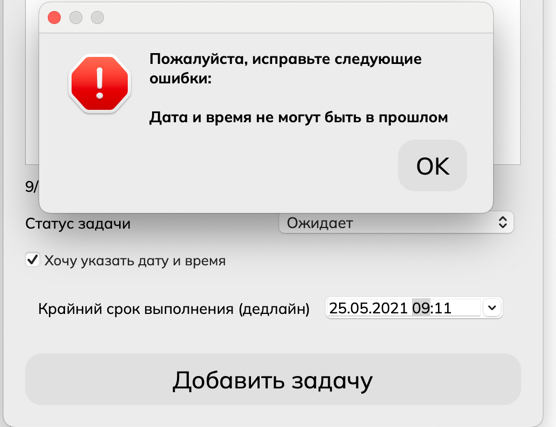 Пожалуйста, исправьте следующие
ошибки:
Дата и время не могут быть в прошлом
OK
9/
Статус задачи
Ожидает
Хочу указать дату и время
Крайний срок выполнения (дедлайн)
25.05.2021 09:11
Добавить задачу